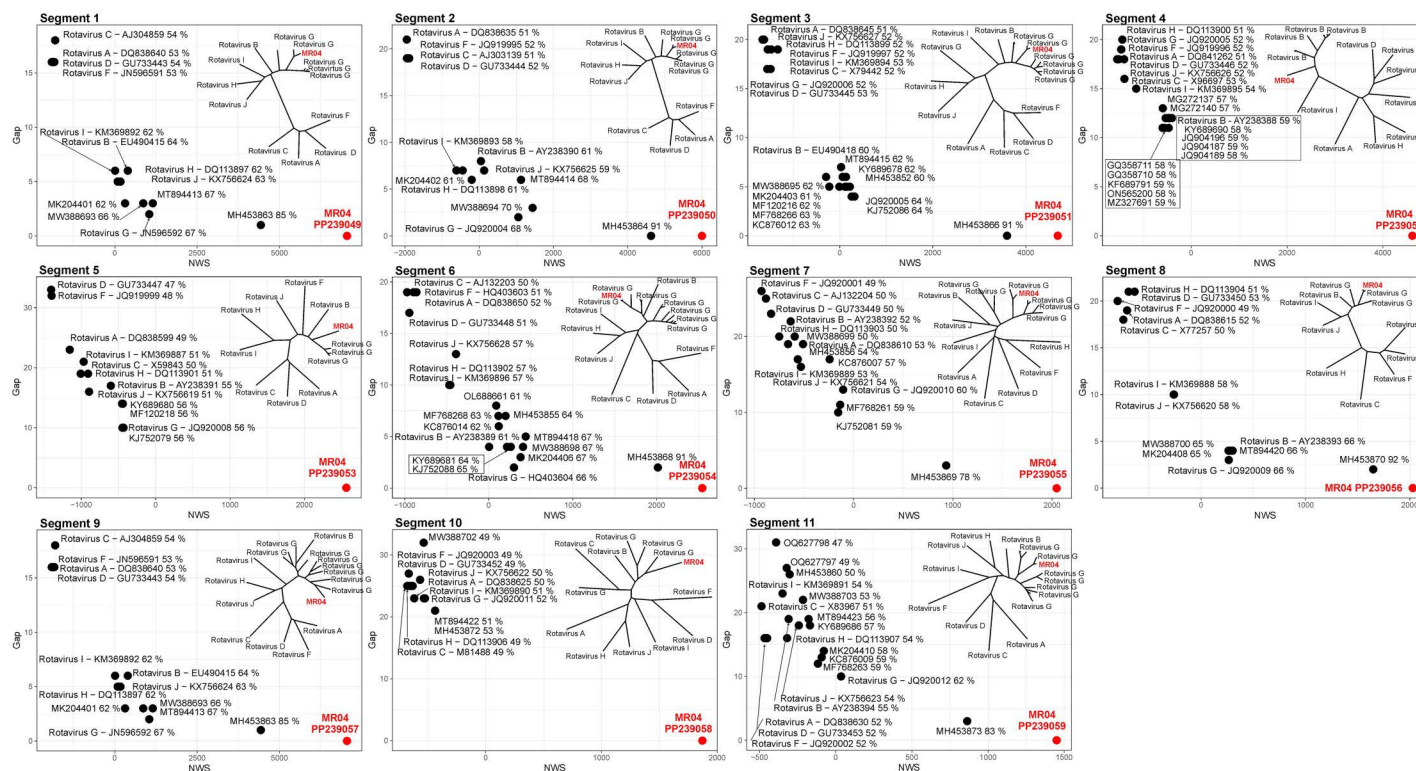 Segment 1
Rotavirus C – AJ304859 54 %
Rotavirus A – DQ838640 53 %
Rotavirus D – GU733443 54 %
Rotavirus F – JN596591 53 %
Rotavirus I – KM369892 62 %
Rotavirus B – EU490415 64 %
Rotavirus H – DQ113897 62 %
Rotavirus J – KX756624 63 %
MK204401 62 %
MT894413 67 %
MW388693 66 %
Rotavirus G – JN596592 67 %
MH453863 85 %
MR04
PP239049
Gap
NWS
Segment 2
Rotavirus A – DQ838635 51 %
Rotavirus F – JQ919995 52 %
Rotavirus C – AJ303139 51 %
Rotavirus D – GU733444 52 %
Rotavirus I – KM369893 58 %
Rotavirus B – AY238390 61 %
Rotavirus J – KX756625 59 %
MK204402 61 %
MT894414 68 %
Rotavirus H – DQ113898 61 %
MW388694 70 %
Rotavirus G – JQ920004 68 %
MH453864 91 %
MR04
PP239050
Gap
NWS
Segment 3
Rotavirus A – DQ838645 51 %
Rotavirus J – KX756627 52 %
Rotavirus H – DQ113899 52 %
Rotavirus F – JQ919997 52 %
Rotavirus I – KM369894 53 %
Rotavirus C – X79442 52 %
Rotavirus G – JQ920006 52 %
Rotavirus D – GU733445 53 %
Rotavirus B – EU490418 60 %
MT894415 62 %
KY689678 62 %
MH453852 60 %
MW388695 62 %
MK204403 61 %
MF120216 62 %
MF768266 63 %
KC876012 63 %
JQ920005 64 %
KJ752086 64 %
MH453866 91 %
MR04
PP239051
Gap
NWS
Segment 4
Rotavirus H – DQ113900 51 %
Rotavirus G – JQ920005 52 %
Rotavirus F – JQ919996 52 %
Rotavirus A – DQ841262 51 %
Rotavirus D – GU733446 52 %
Rotavirus J – KX756626 52 %
Rotavirus C – X96697 53 %
Rotavirus I – KM369895 54 %
MG272137 57 %
MG272140 57 %
Rotavirus B – AY238388 59 %
KY689690 58 %
JQ904196 59 %
JQ904187 59 %
JQ904189 58 %
GQ358711 58 %
GQ358710 58 %
KF689791 59 %
ON565200 58 %
MZ327691 59 %
MR04
PP23905
Gap
NWS
Segment 5
Rotavirus D – GU733447 47 %
Rotavirus F – JQ919999 48 %
Rotavirus A – DQ838599 49 %
Rotavirus I – KM369887 51 %
Rotavirus C – X59843 50 %
Rotavirus H – DQ113901 51 %
Rotavirus B – AY238391 55 %
Rotavirus J – KX756619 51 %
KY689680 56 %
MF120218 56 %
Rotavirus G – JQ920008 56 %
KJ752079 56 %
MR04
PP239053
Gap
NWS
Segment 6
Rotavirus C – AJ132203 50 %
Rotavirus F – HQ403603 51 %
Rotavirus A – DQ838650 52 %
Rotavirus D – GU733448 51 %
Rotavirus J – KX756628 57 %
Rotavirus H – DQ113902 57 %
Rotavirus I – KM369896 57 %
OL688661 61 %
MF768268 63 %
MH453855 64 %
KC876014 62 %
Rotavirus B – AY238389 61 %
MT894418 67 %
MW388698 67 %
KY689681 64 %
KJ752088 65 %
MK204406 67 %
MH453868 91 %
Rotavirus G – HQ403604 66 %
MR04
PP239054
Gap
NWS
Segment 7
Rotavirus F – JQ920001 49 %
Rotavirus C – AJ132204 50 %
Rotavirus D – GU733449 50 %
Rotavirus B – AY238392 52 %
Rotavirus H – DQ113903 50 %
MW388699 50 %
Rotavirus A – DQ838610 53 %
MH453856 54 %
KC876007 57 %
Rotavirus I – KM369889 53 %
Rotavirus J – KX756621 54 %
Rotavirus G – JQ920010 60 %
MF768261 59 %
KJ752081 59 %
MH453869 78 %
MR04
PP239055
Gap
NWS
Segment 8
Rotavirus H – DQ113904 51 %
Rotavirus D – GU733450 53 %
Rotavirus F – JQ920000 49 %
Rotavirus A – DQ838615 52 %
Rotavirus C – X77257 50 %
Rotavirus I – KM369888 58 %
Rotavirus J – KX756620 58 %
MW388700 65 %
MK204408 65 %
Rotavirus B – AY238393 66 %
MT894420 66 %
Rotavirus G – JQ920009 66 %
MH453870 92 %
MR04 PP239056
Gap
NWS
Segment 9
Rotavirus C – AJ304859 54 %
Rotavirus F – JN596591 53 %
Rotavirus A – DQ838640 53 %
Rotavirus D – GU733443 54 %
Rotavirus I – KM369892 62 %
Rotavirus B – EU490415 64 %
Rotavirus J – KX756624 63 %
Rotavirus H – DQ113897 62 %
MK204401 62 %
MW388693 66 %
MT894413 67 %
Rotavirus G – JN596592 67 %
MH453863 85 %
MR04
PP239057
Gap
NWS
Segment 10
MW388702 49 %
Rotavirus F – JQ920003 49 %
Rotavirus D – GU733452 49 %
Rotavirus J – KX756622 50 %
Rotavirus A – DQ838625 50 %
Rotavirus I – KM369890 51 %
Rotavirus G – JQ920011 52 %
MT894422 51 %
MH453872 53 %
Rotavirus H – DQ113906 49 %
Rotavirus C – M81488 49 %
MR04
PP239058
Gap
NWS
Segment 11
OQ627798 47 %
OQ627797 49 %
MH453860 50 %
Rotavirus I – KM369891 54 %
MW388703 53 %
Rotavirus C – X83967 51 %
MT894423 56 %
KY689686 57 %
Rotavirus H – DQ113907 54 %
MK204410 58 %
KC876009 59 %
MF768263 59 %
Rotavirus G – JQ920012 62 %
Rotavirus J – KX756623 54 %
Rotavirus B – AY238394 55 %
Rotavirus A – DQ838630 52 %
Rotavirus D – GU733453 52 %
Rotavirus F – JQ920002 52 %
MH453873 83 %
MR04
PP239059
Gap
NWS